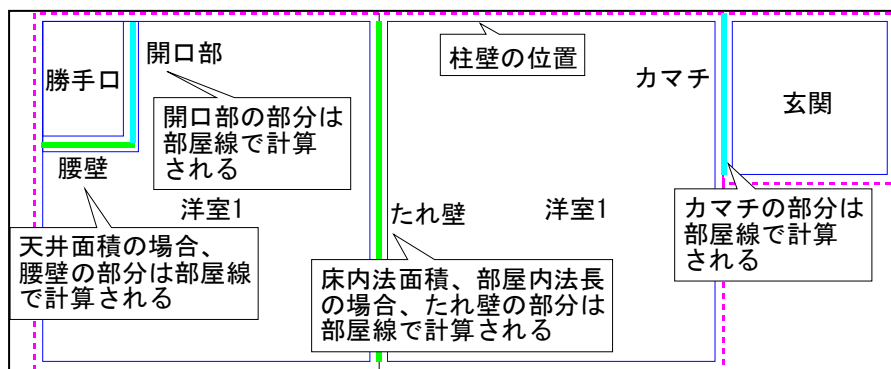 柱壁の位置
開口部
カマチ
勝手口
玄関
開口部の部分は
部屋線で計算
される
腰壁
洋室1
たれ壁
洋室1
カマチの部分は
部屋線で計算
される
天井面積の場合、
腰壁の部分は部屋線
で計算される
床内法面積、部屋内法長
の場合、たれ壁の部分は
部屋線で計算される